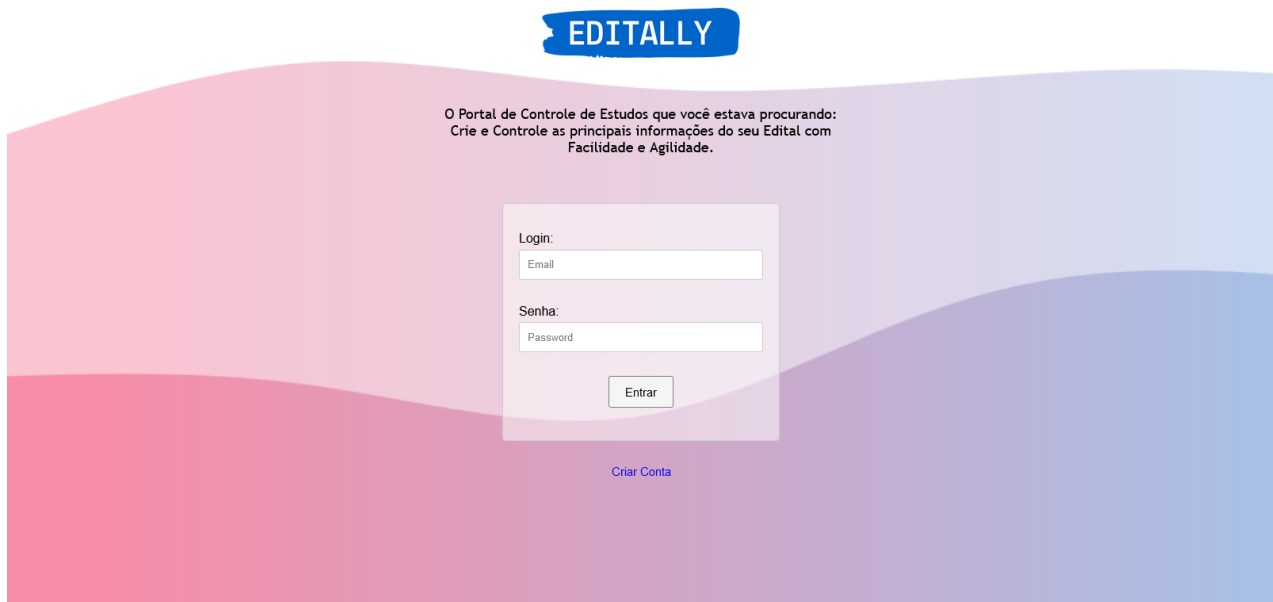 EDITALLY
O Portal de Controle de Estudos que você estava procurando:
Crie e Controle as principais informações do seu Edital com
Facilidade e Agilidade.
Login:
Email
Senha:
Password
Entrar
Criar Conta